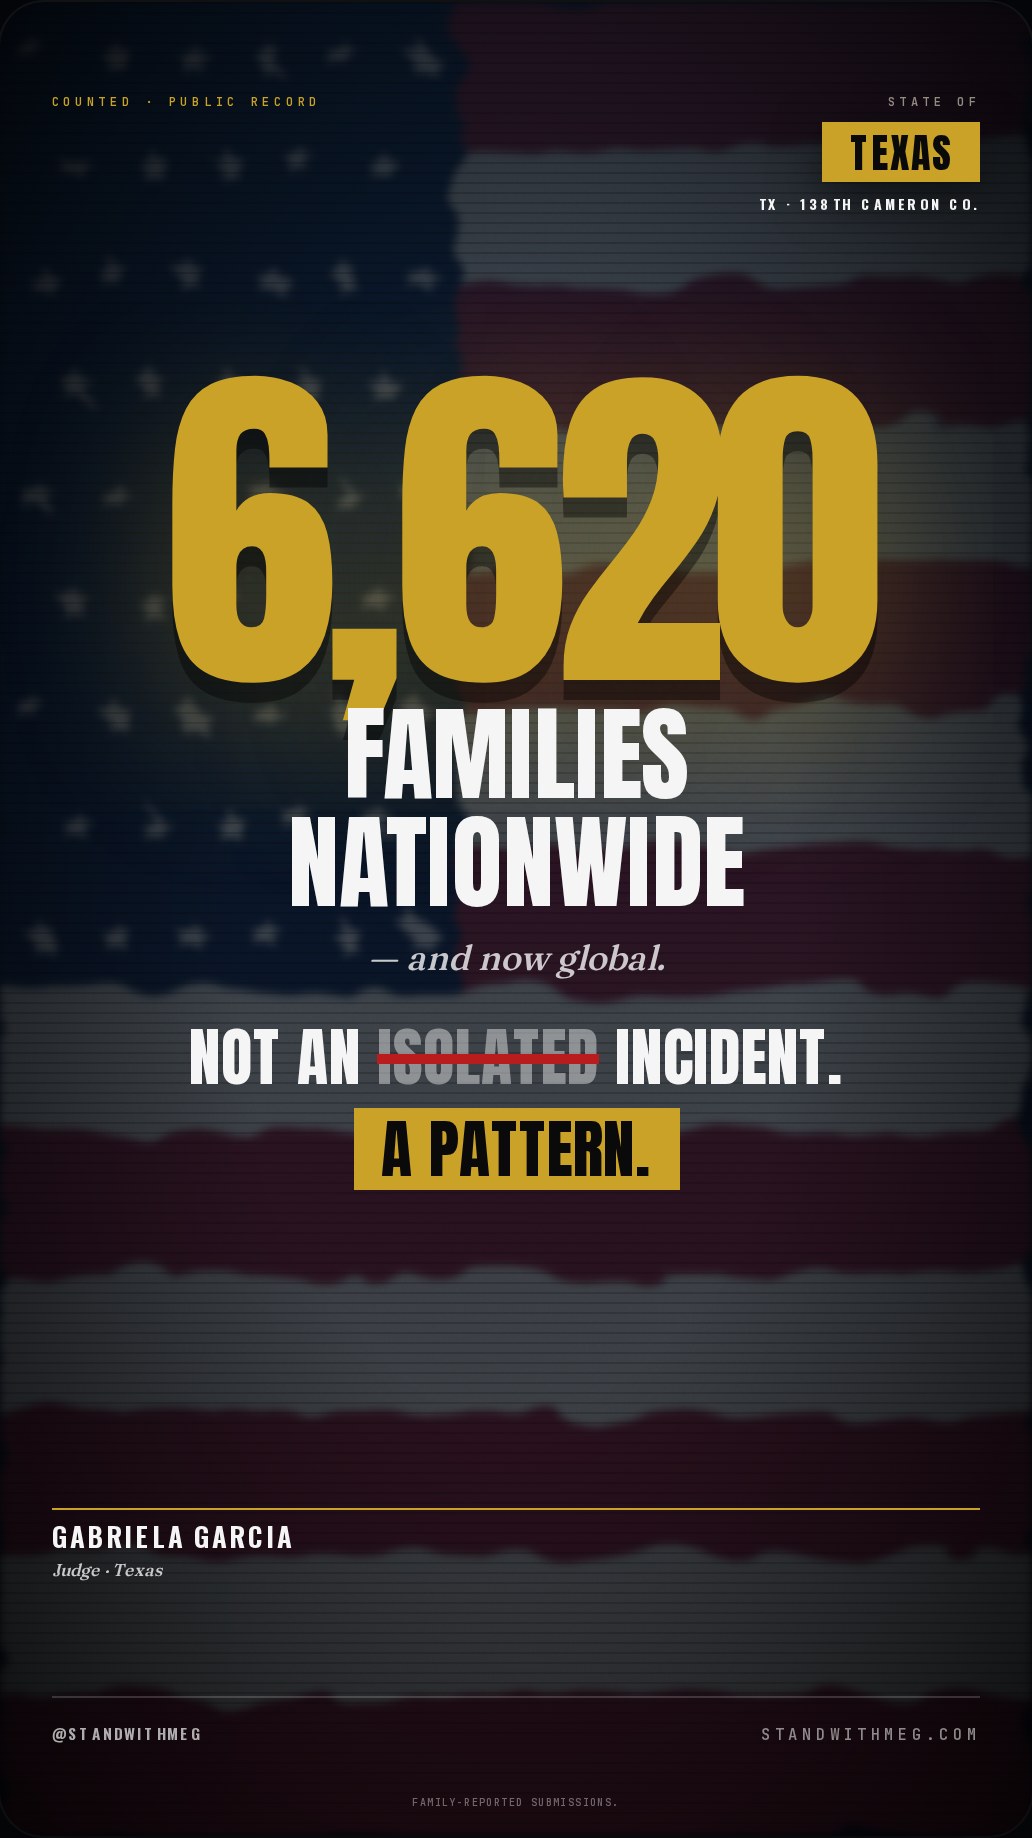 COUNTED · PUBLIC RECORD
STATE OF
TEXAS
TX · 138TH CAMERON CO.
6,620
FAMILIES
NATIONWIDE
— and now global.
NOT AN ISOLATED INCIDENT.
A PATTERN.
GABRIELA GARCIA
Judge · Texas
@STANDWITHMEG
STANDWITHMEG.COM
FAMILY-REPORTED SUBMISSIONS.